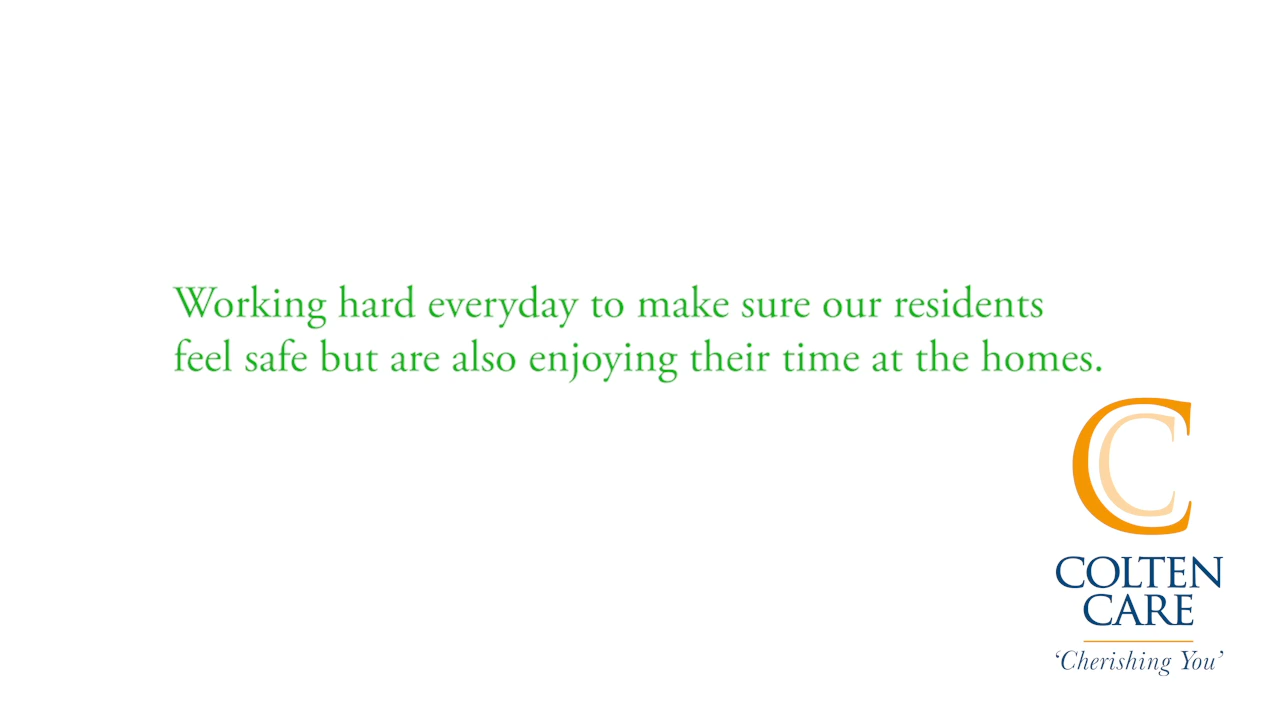 Working hard everyday to make sure our residents
feel safe but are also enjoying their time at the homes.
CC
COLTEN
CARE
‘Cherishing You’